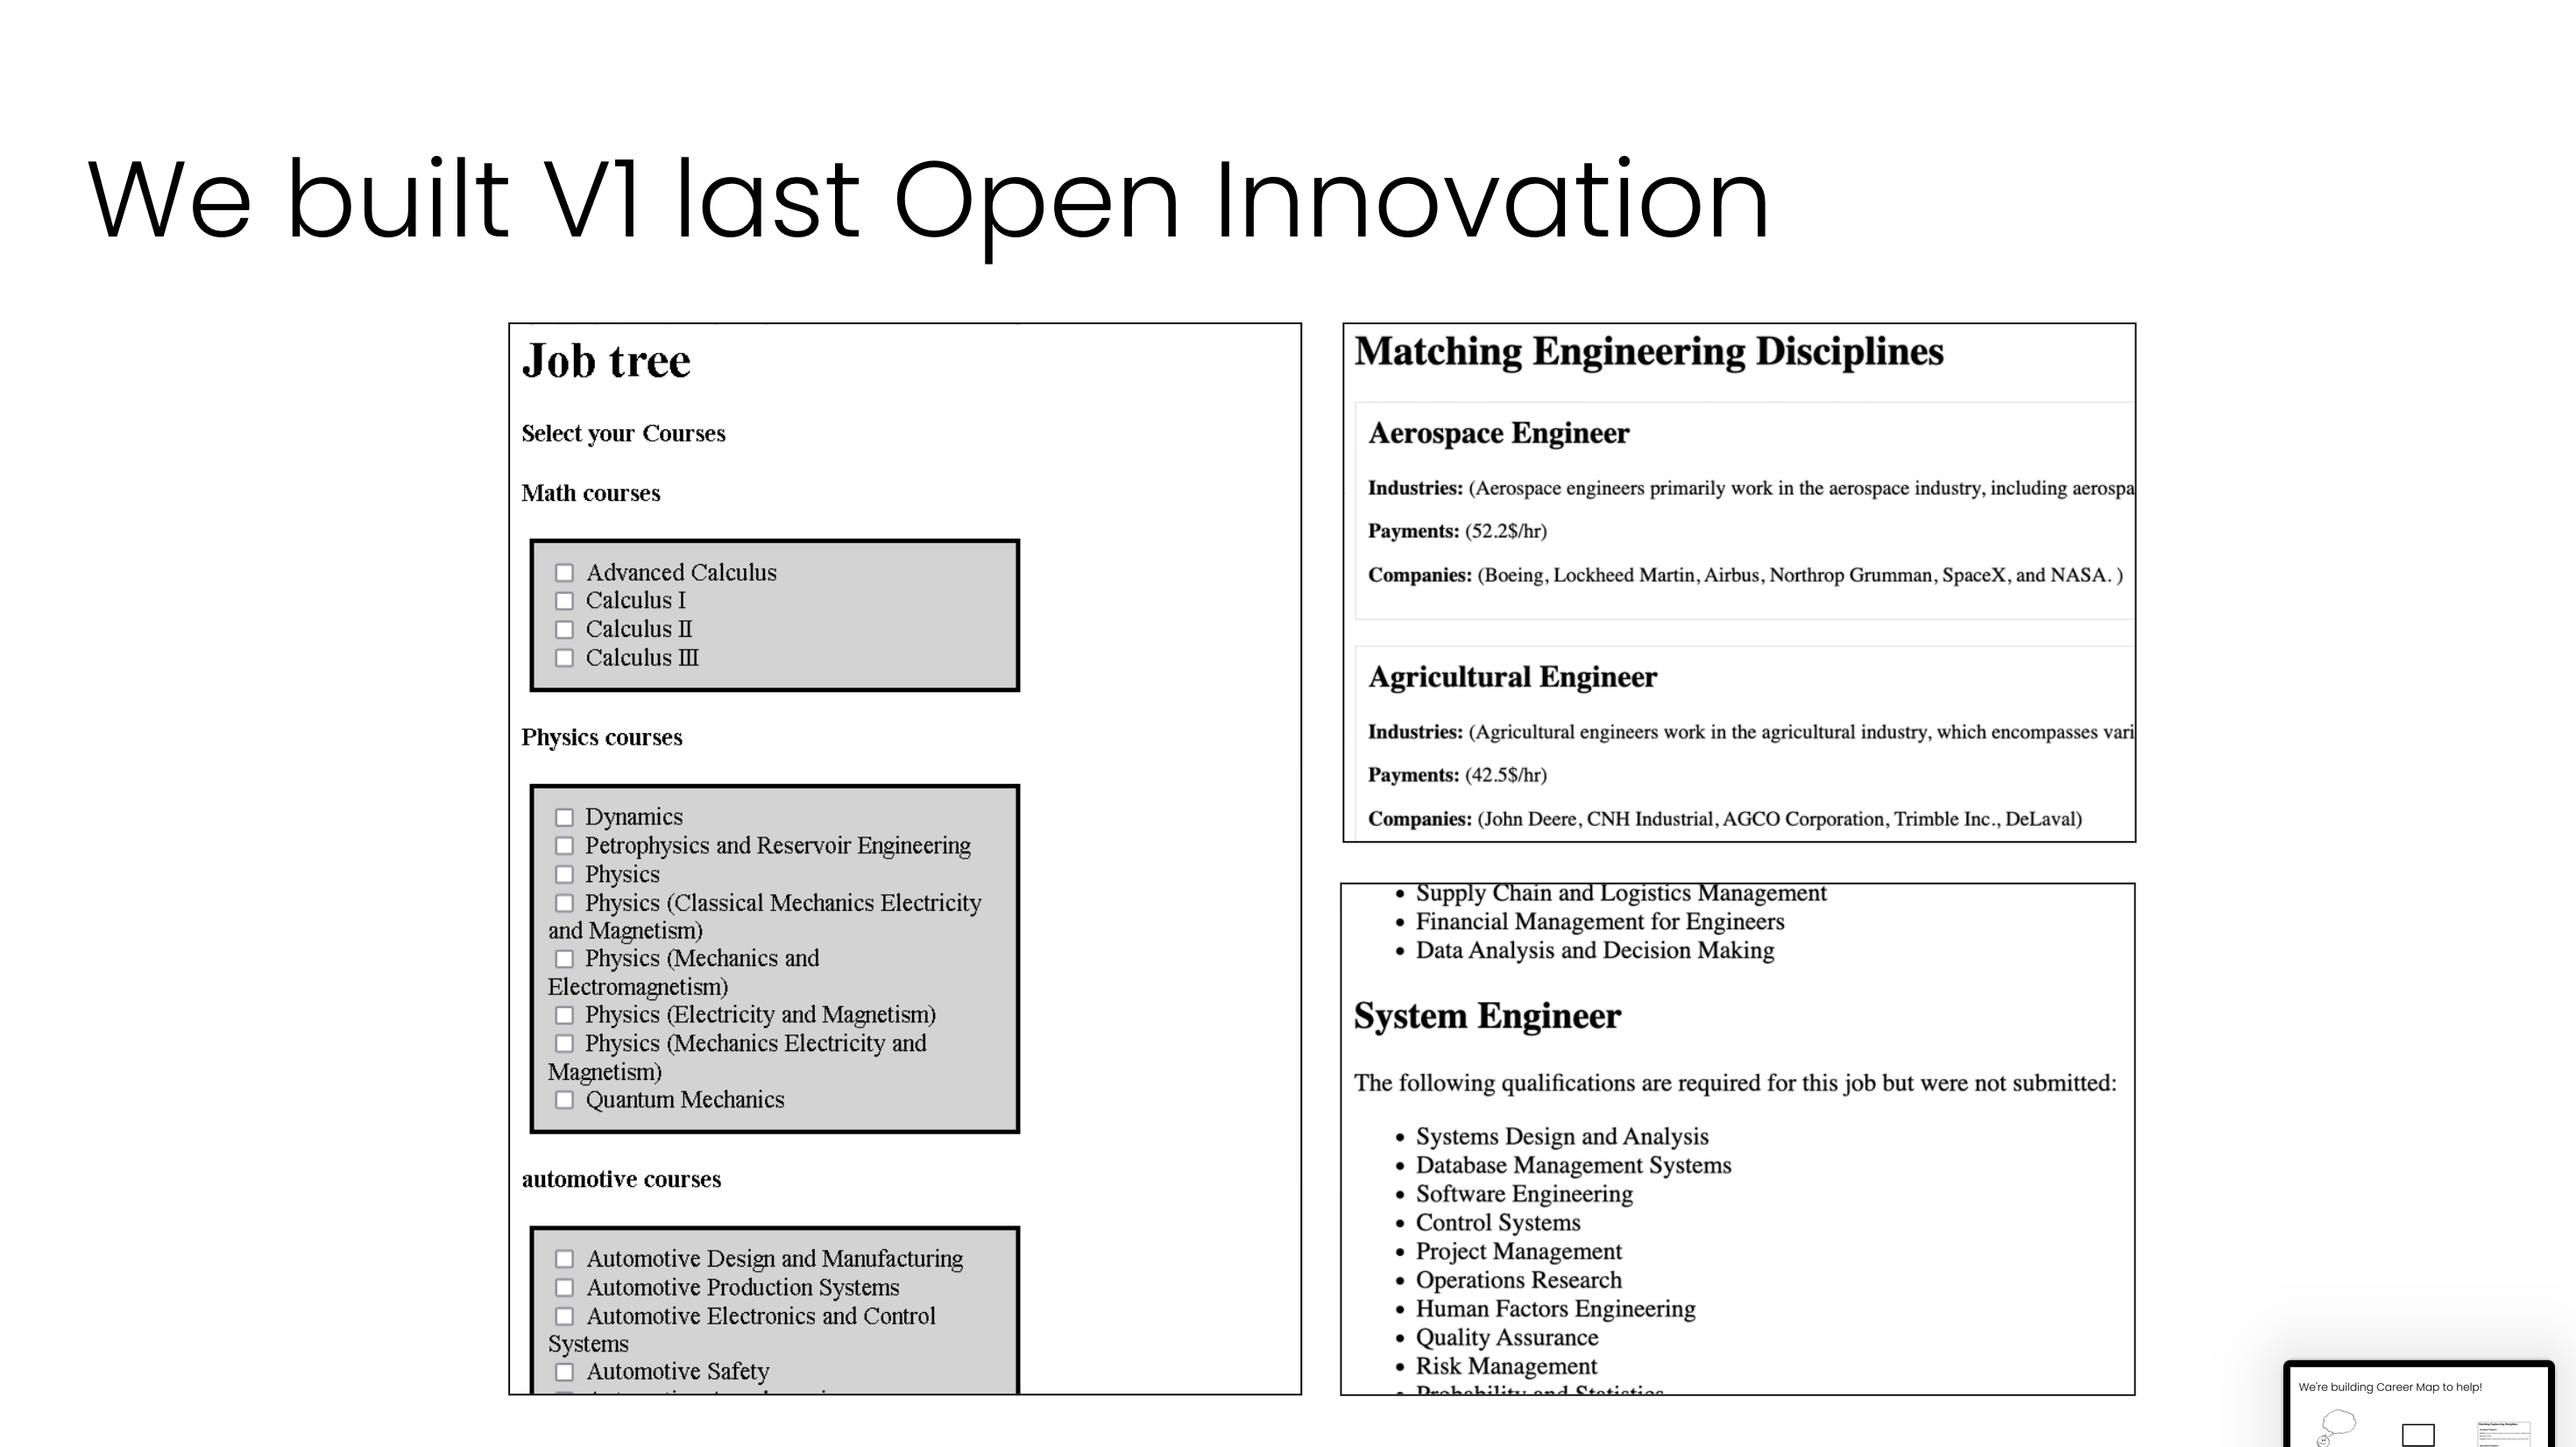 We built V1 last Open Innovation
Job tree
Select your Courses
Math courses
Advanced Calculus
Calculus I
Calculus II
Calculus III
Physics courses
Dynamics
Petrophysics and Reservoir Engineering
Physics
Physics (Classical Mechanics Electricity
and Magnetism)
Physics (Mechanics and
Electromagnetism)
Physics (Electricity and Magnetism)
Physics (Mechanics Electricity and
Magnetism)
Quantum Mechanics
automotive courses
Automotive Design and Manufacturing
Automotive Production Systems
Automotive Electronics and Control
Systems
Automotive Safety
Matching Engineering Disciplines
Aerospace Engineer
Industries: (Aerospace engineers primarily work in the aerospace industry, including aerospa
Payments: (52.2$/hr)
Companies: (Boeing, Lockheed Martin, Airbus, Northrop Grumman, SpaceX, and NASA. )
Agricultural Engineer
Industries: (Agricultural engineers work in the agricultural industry, which encompasses vari
Payments: (42.5$/hr)
Companies: (John Deere, CNH Industrial, AGCO Corporation, Trimble Inc., DeLaval)
Supply Chain and Logistics Management
Financial Management for Engineers
Data Analysis and Decision Making
System Engineer
The following qualifications are required for this job but were not submitted:
Systems Design and Analysis
Database Management Systems
Software Engineering
Control Systems
Project Management
Operations Research
Human Factors Engineering
Quality Assurance
Risk Management
Probability and Statistics
We're building Career Map to help!